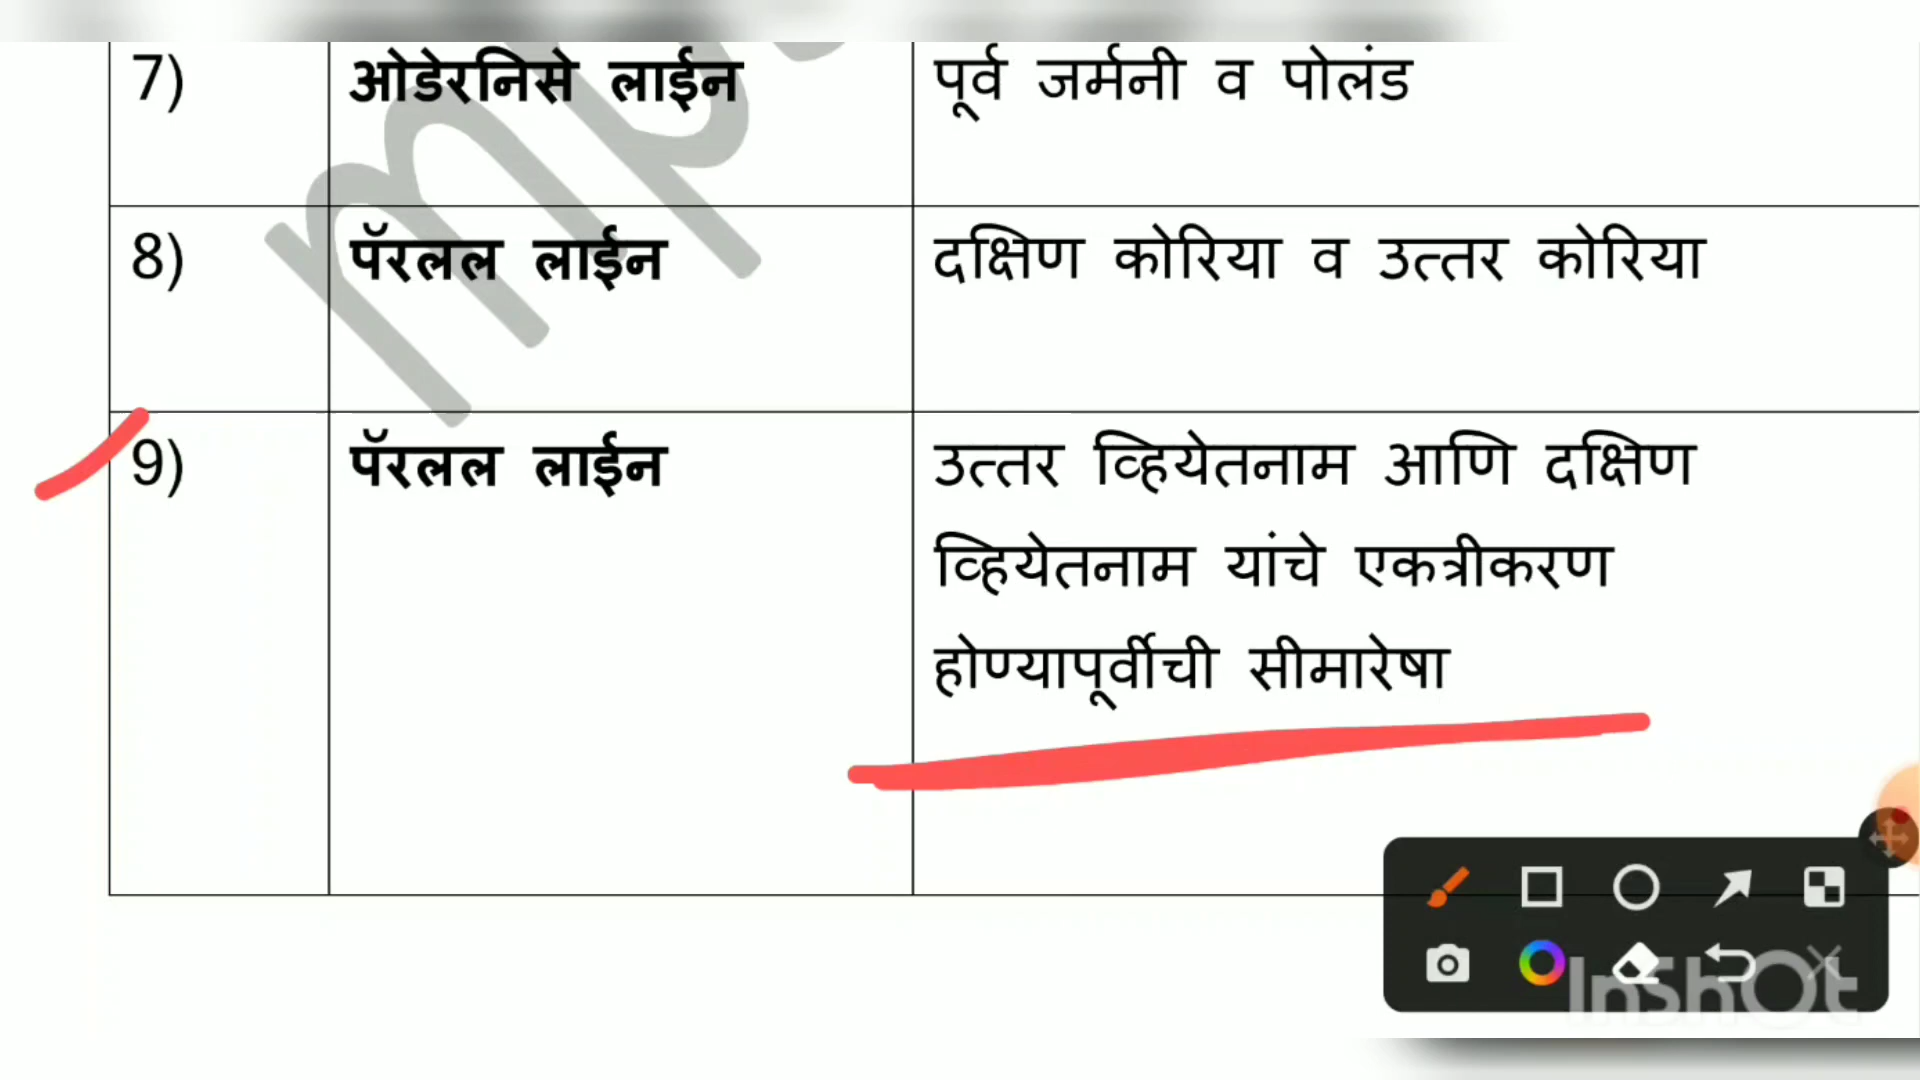 7) ओडेरनिसे लाईन पूर्व जर्मनी व पोलंड
8) पॅरलल लाईन दक्षिण कोरिया व उत्तर कोरिया
9) पॅरलल लाईन उत्तर व्हियेतनाम आणि दक्षिण
व्हियेतनाम यांचे एकत्रीकरण
होण्यापूर्वीची सीमारेषा
InShOt